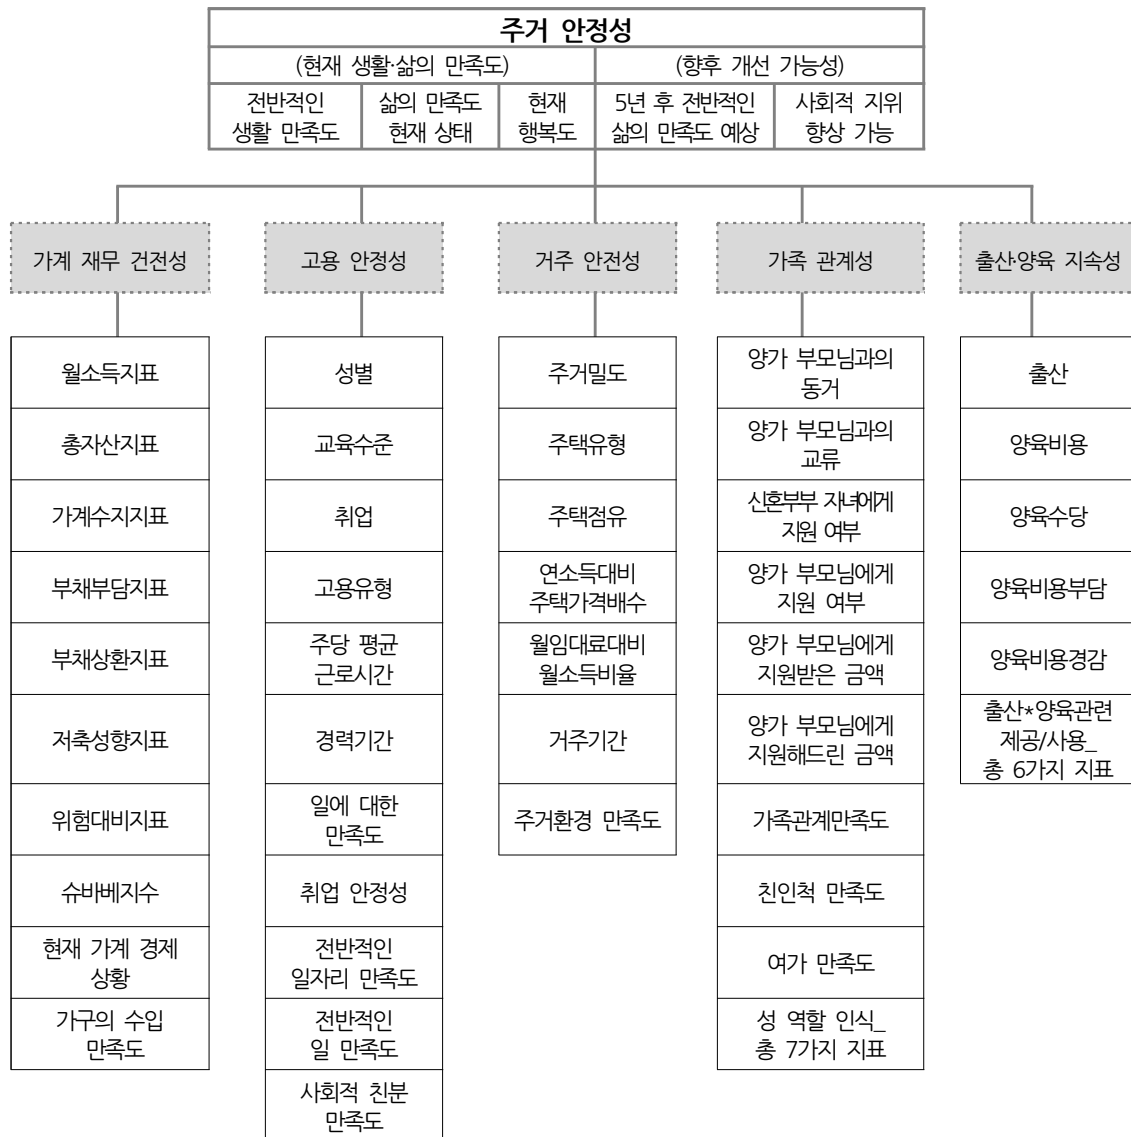 주거 안정성
(현재 생활·삶의 만족도)
(향후 개선 가능성)
전반적인
생활 만족도
삶의 만족도
현재 상태
현재
행복도
5년 후 전반적인
삶의 만족도 예상
사회적 지위
향상 가능
가계 재무 건전성
고용 안정성
거주 안전성
가족 관계성
출산·양육 지속성
월소득지표
총자산지표
가계수지지표
부채부담지표
부채상환지표
저축성향지표
위험대비지표
슈바베지수
현재 가계 경제
상황
가구의 수입
만족도
성별
교육수준
취업
고용유형
주당 평균
근로시간
경력기간
일에 대한
만족도
취업 안정성
전반적인
일자리 만족도
전반적인
일 만족도
사회적 친분
만족도
주거밀도
주택유형
주택점유
연소득대비
주택가격배수
월임대료대비
월소득비율
거주기간
주거환경 만족도
양가 부모님과의
동거
양가 부모님과의
교류
신혼부부 자녀에게
지원 여부
양가 부모님에게
지원 여부
양가 부모님에게
지원받은 금액
양가 부모님에게
지원해드린 금액
가족관계만족도
친인척 만족도
여가 만족도
성 역할 인식_
총 7가지 지표
출산
양육비용
양육수당
양육비용부담
양육비용경감
출산*양육관련
제공/사용_
총 6가지 지표